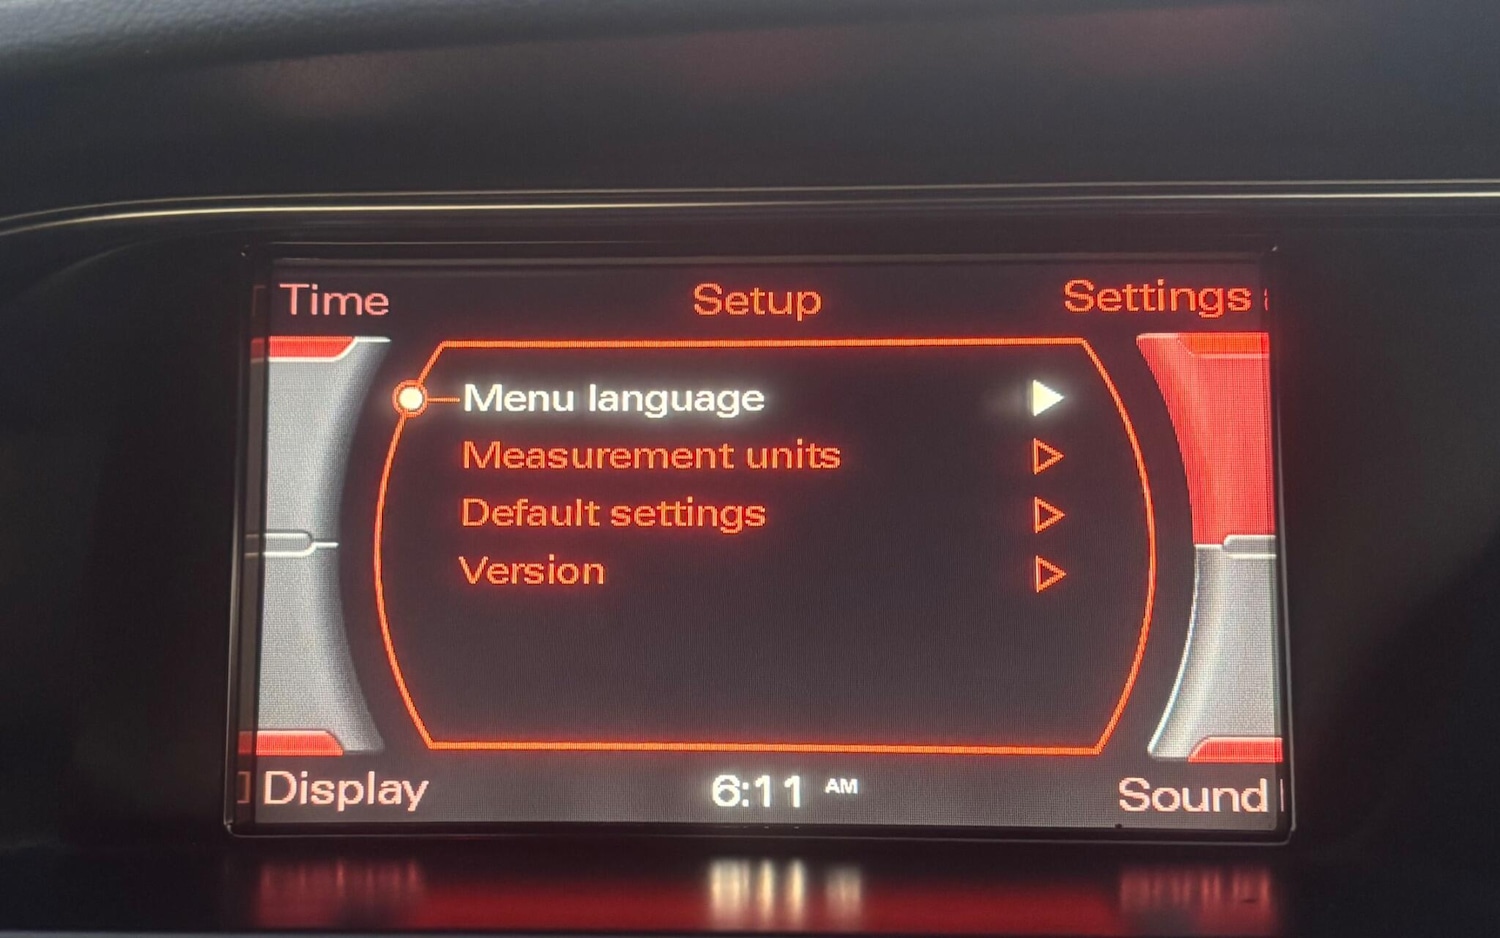 Time Setup Settings
Menu language
Measurement units
Default settings
Version
Display 6:11 AM Sound